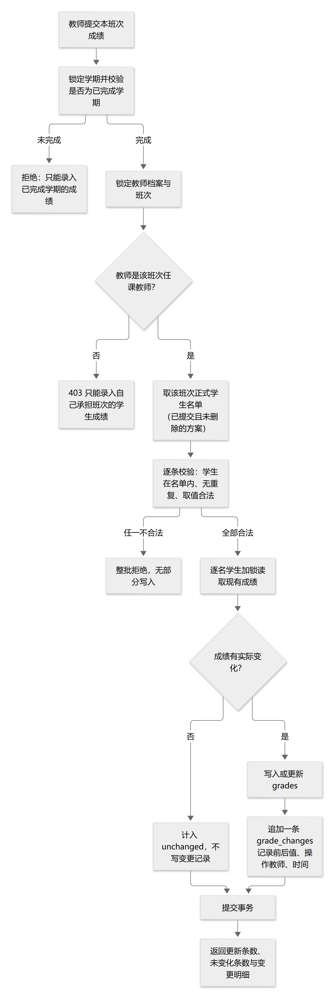 教师提交本班次
成绩
锁定学期并校验
是否为已完成学
期
未完成
完成
拒绝：只能录入
已完成学期的成
绩
锁定教师档案与
班次
教师是该班次任
课教师？
否
是
403 只能录入自
己承担班次的学
生成绩
取该班次正式学
生名单
（已提交且未删
除的方案）
逐条校验：学生
在名单内、无重
复、取值合法
任一不合法
全部合法
整批拒绝，无部
分写入
逐名学生加锁读
取现有成绩
成绩有实际变
化？
否
是
写入或更新
grades
计入
unchanged，不
写变更记录
追加一条
grade_changes
记录前后值、操
作教师、时间
提交事务
返回更新条数、
未变化条数与变
更明细